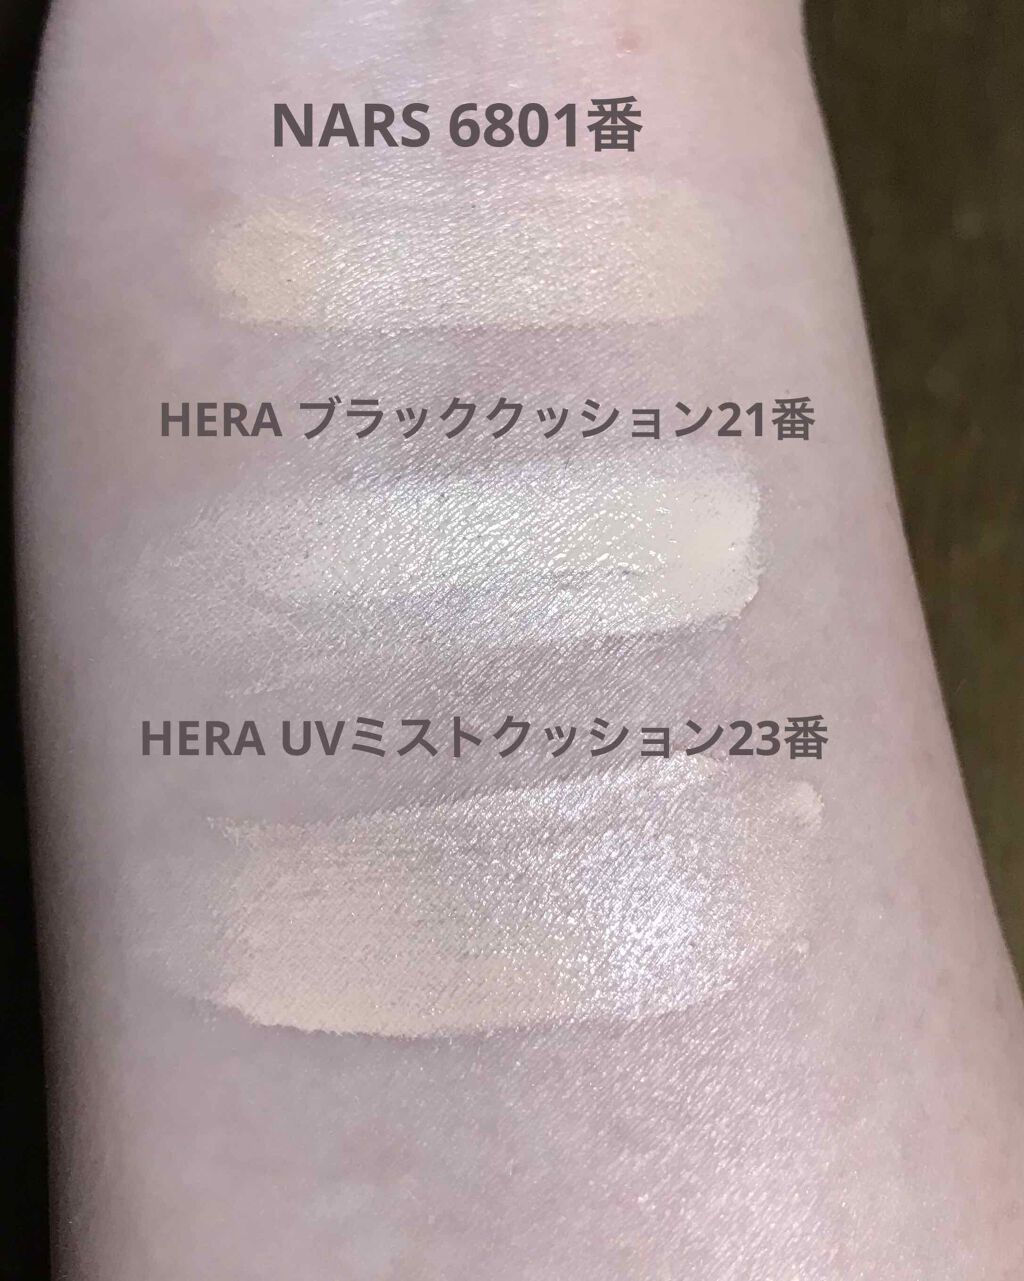 NARS 6801番
HERA ブラッククッション21番
HERA UVミストクッション23番